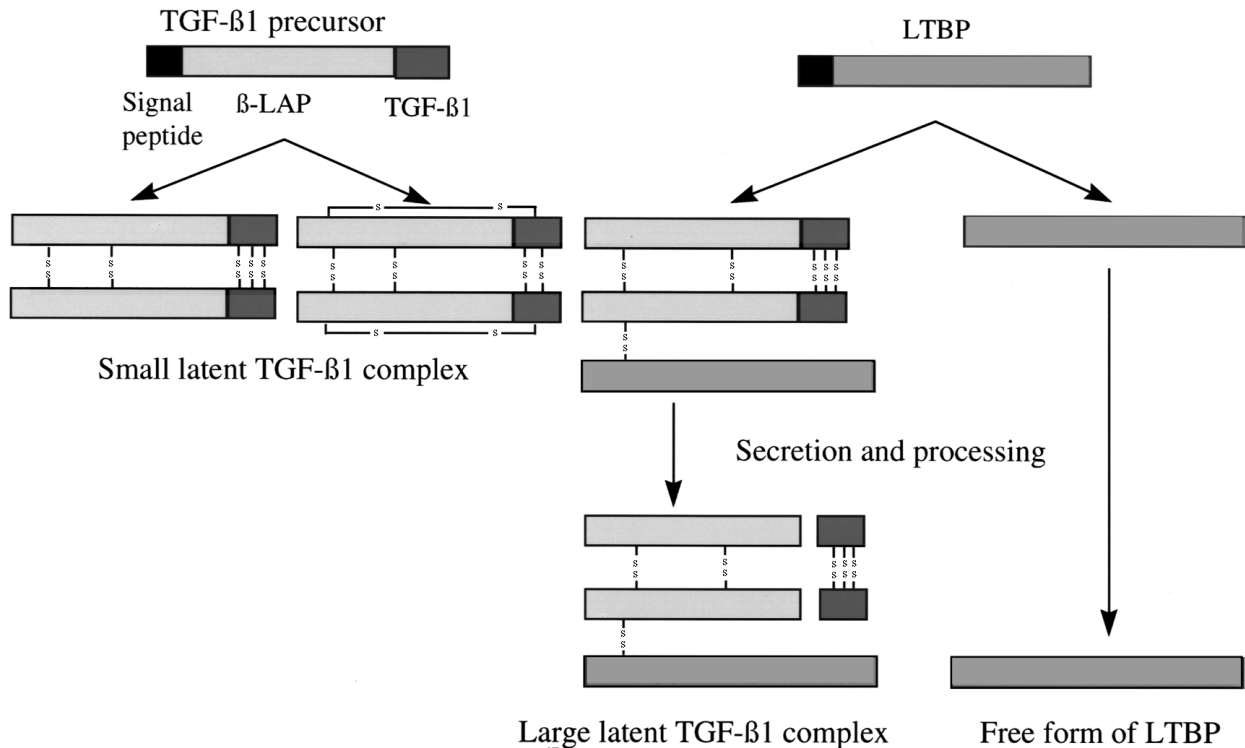 TGF-ß1 precursor
LTBP
Signal
peptide
ß-LAP
TGF-ß1
s s
s s s s s
s s s s s
s s s s
s s s s
s s s s s
s s s s s
s s
s
s
Small latent TGF-ß1 complex
Secretion and processing
s s s s s
s s s s s
s
s
Large latent TGF-ß1 complex
Free form of LTBP